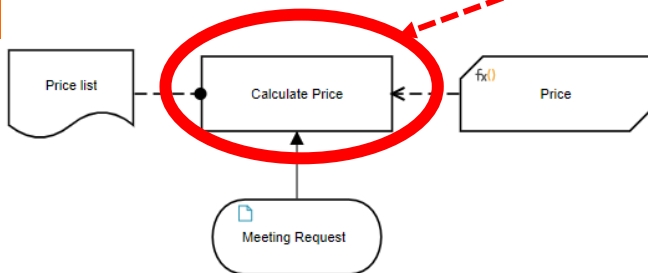 Price list
Calculate Price
fx()
Price
Meeting Request